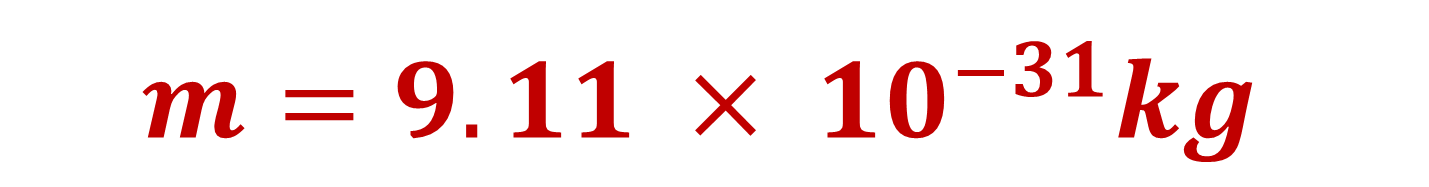 m = 9.11 × 10⁻³¹kg